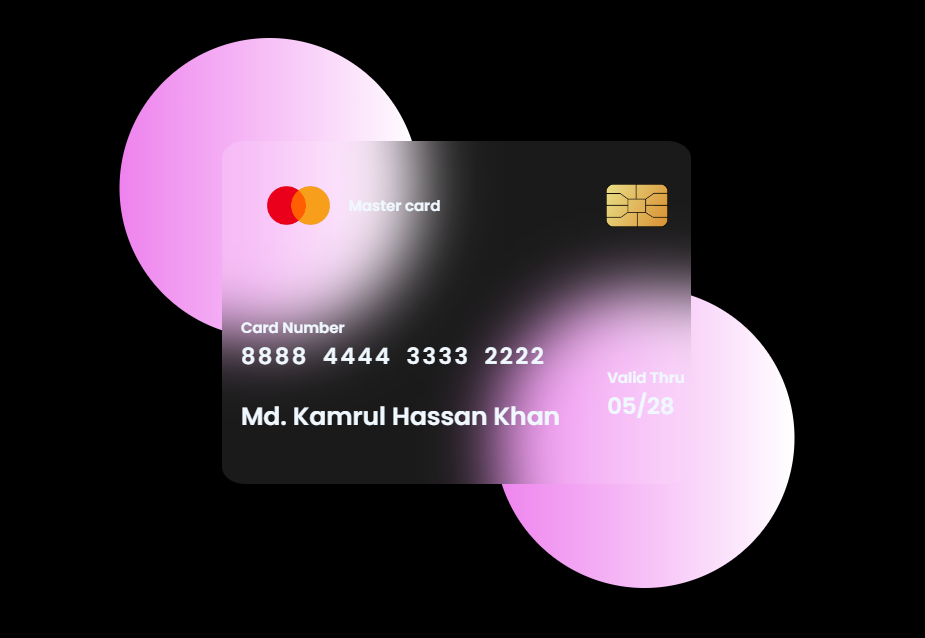 Master card
Card Number
8888 4444 3333 2222
Valid Thru
05/28
Md. Kamrul Hassan Khan